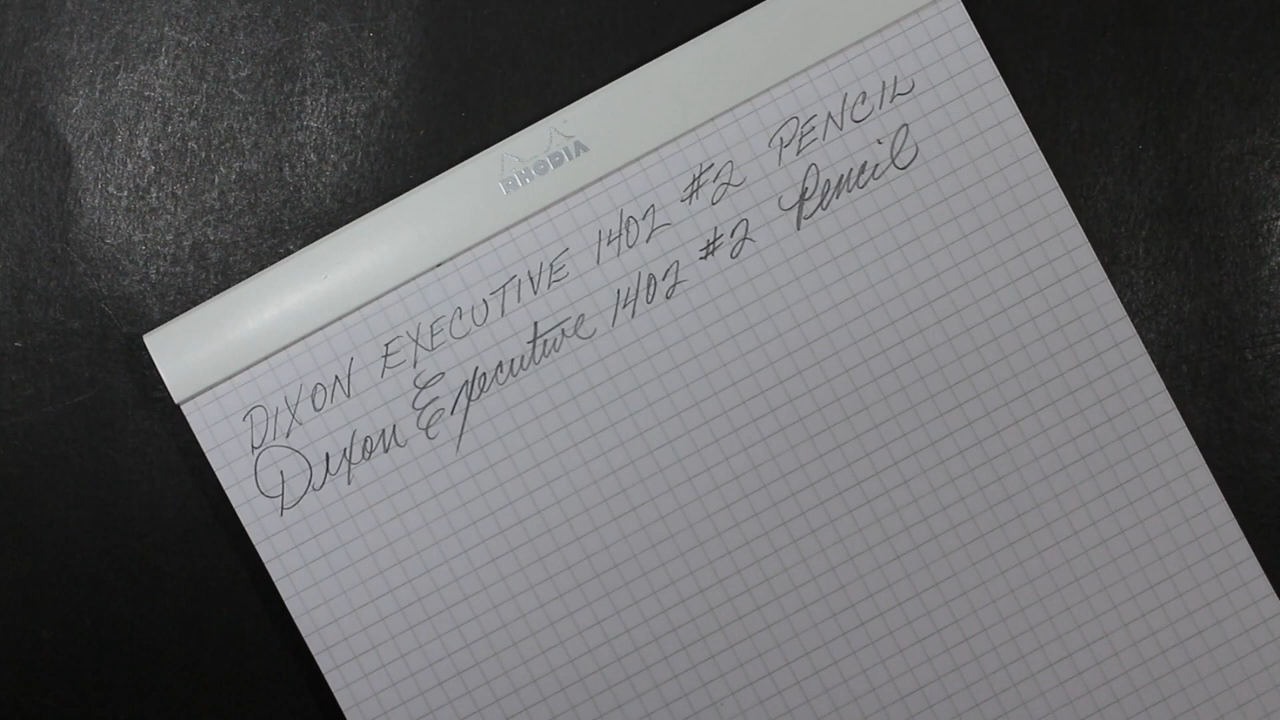 RHODIA
DIXON EXECUTIVE 1402 #2 PENCIL
Dixon Executive 1402 #2 Pencil